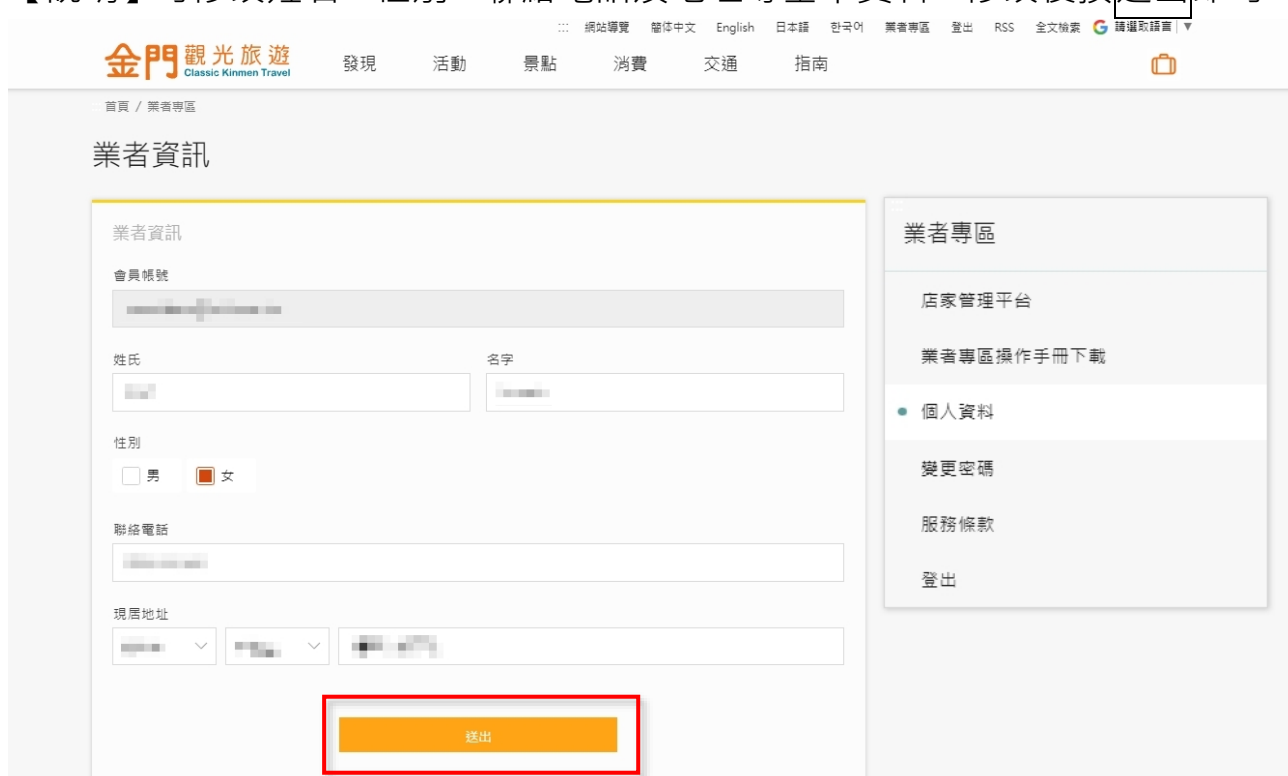 ::: 網站導覽 簡体中文 English 日本語 한국어 業者專區 登出 RSS 全文檢索 G 請選取語言 ▼
金門 觀光旅遊 Classic Kinmen Travel 發現 活動 景點 消費 交通 指南
首頁 / 業者專區
業者資訊
業者資訊
會員帳號
姓氏 名字
性別
男 女
聯絡電話
現居地址
送出
業者專區
店家管理平台
業者專區操作手冊下載
個人資料
變更密碼
服務條款
登出